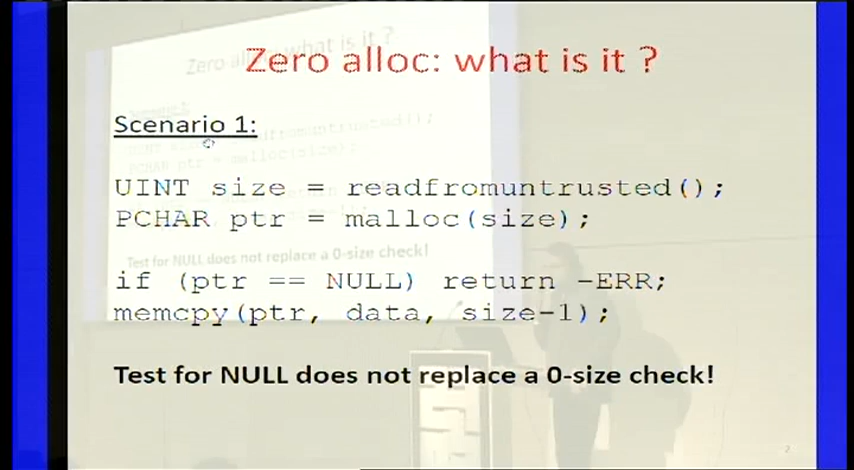 Zero alloc: what is it ?
Scenario 1:
UINT size = readfromuntrusted();
PCHAR ptr = malloc(size);
if (ptr == NULL) return -ERR;
memcpy(ptr, data, size-1);
Test for NULL does not replace a 0-size check!